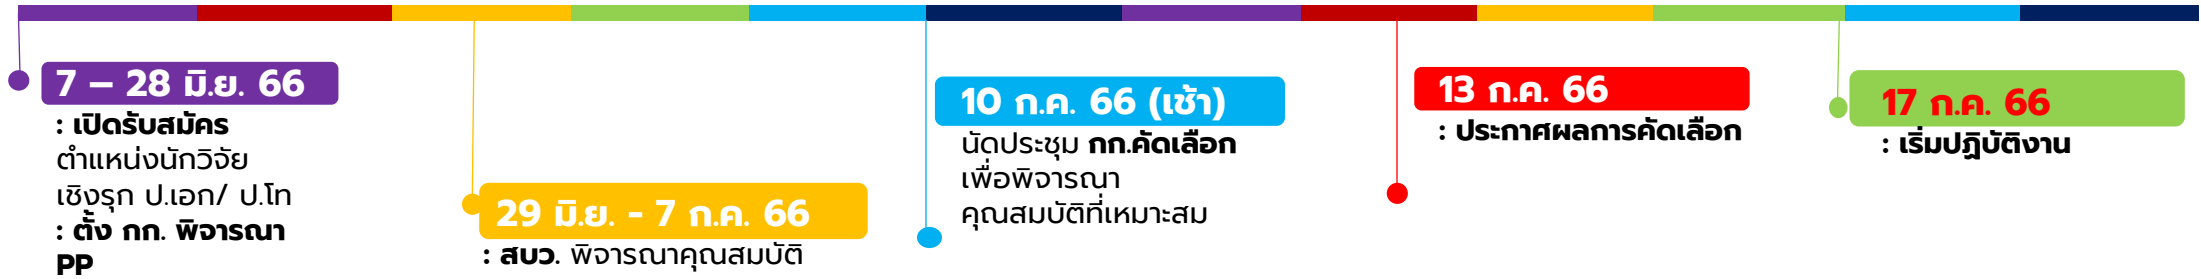 7 – 28 มิ.ย. 66
: เปิดรับสมัคร
ตำแหน่งนักวิจัย
เชิงรุก ป.เอก/ ป.โท
: ตั้ง กก. พิจารณา
PP
29 มิ.ย. - 7 ก.ค. 66
: สบว. พิจารณาคุณสมบัติ
10 ก.ค. 66 (เช้า)
นัดประชุม กก.คัดเลือก
เพื่อพิจารณา
คุณสมบัติที่เหมาะสม
13 ก.ค. 66
: ประกาศผลการคัดเลือก
17 ก.ค. 66
: เริ่มปฏิบัติงาน